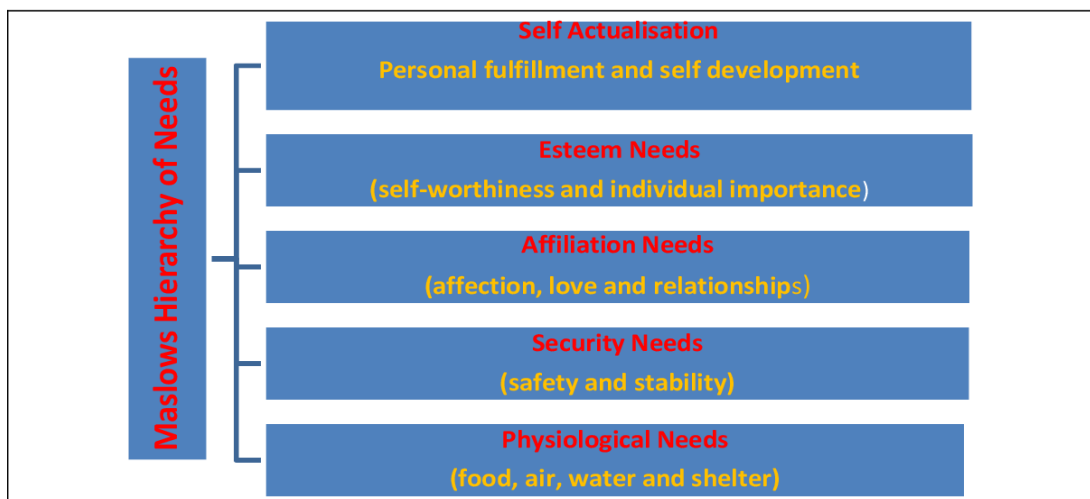 Maslows Hierarchy of Needs
Self Actualisation
Personal fulfillment and self development
Esteem Needs
(self-worthiness and individual importance)
Affiliation Needs
(affection, love and relationships)
Security Needs
(safety and stability)
Physiological Needs
(food, air, water and shelter)